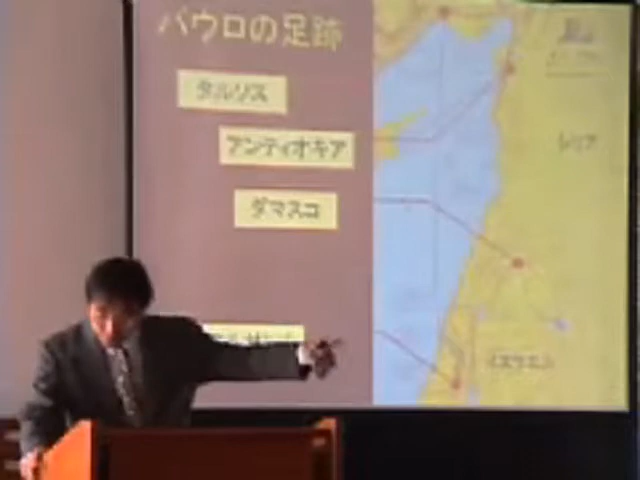 パウロの足跡
タルソス
アンティオキア
ダマスコ
シリア
イスラエル